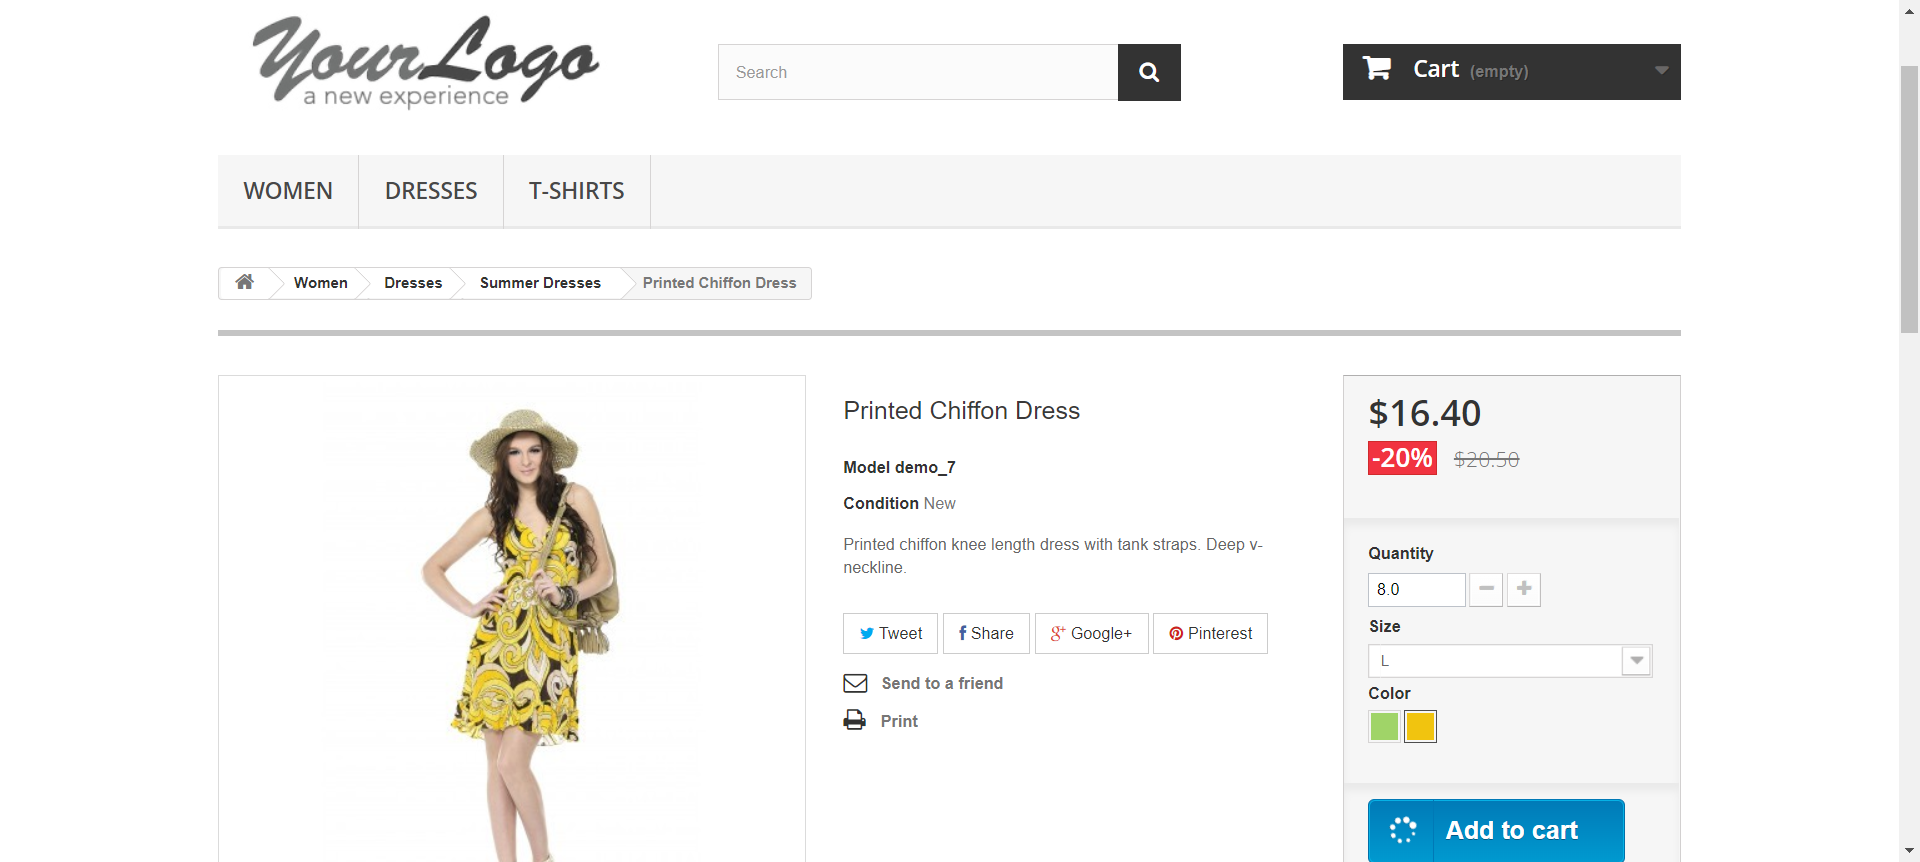 YourLogo
a new experience
Search
Cart (empty)
WOMEN DRESSES T-SHIRTS
Women Dresses Summer Dresses Printed Chiffon Dress
Printed Chiffon Dress
Model demo_7
Condition New
Printed chiffon knee length dress with tank straps. Deep v-
neckline.
Tweet Share Google+ Pinterest
Send to a friend
Print
$16.40
-20% $20.50
Quantity
8.0
Size
L
Color
Add to cart